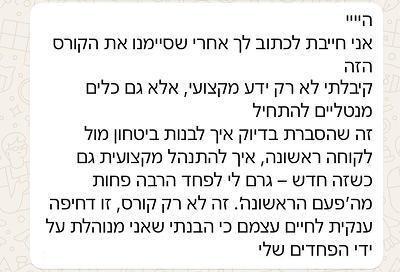 הייייי
אני חייבת לכתוב לך אחרי שסיימנו את הקורס
הזה
קיבלתי לא רק ידע מקצועי, אלא גם כלים
מנטליים להתחיל
זה שהסברת בדיוק איך לבנות ביטחון מול
לקוחה ראשונה, איך להתנהל מקצועית גם
כשזה חדש – גרם לי לפחד הרבה פחות
מה'פעם הראשונה'. זה לא רק קורס, זו דחיפה
ענקית לחיים עצמם כי הבנתי שאני מנוהלת על
ידי הפחדים שלי